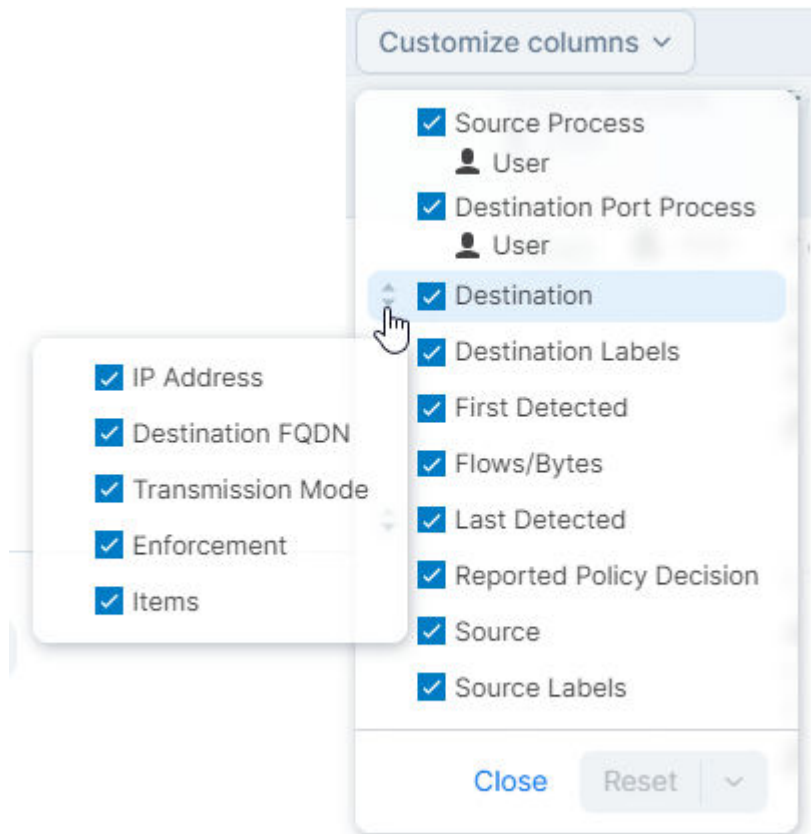 Customize columns
Source Process
User
Destination Port Process
User
Destination
Destination Labels
First Detected
Flows/Bytes
Last Detected
Reported Policy Decision
Source
Source Labels
IP Address
Destination FQDN
Transmission Mode
Enforcement
Items
Close
Reset